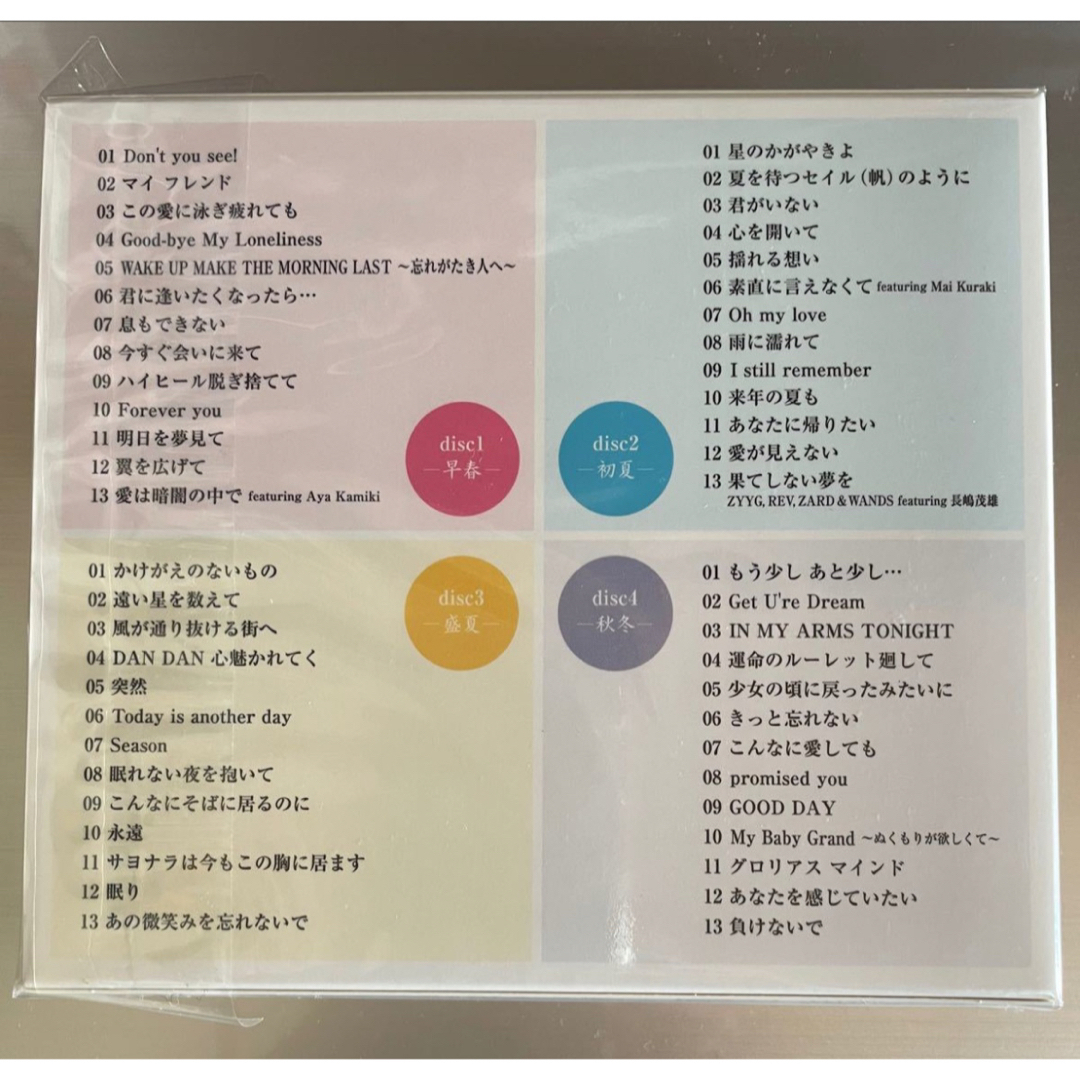 01 Don't you see!
02 マイ フレンド
03 この愛に泳ぎ疲れても
04 Good-bye My Loneliness
05 WAKE UP MAKE THE MORNING LAST 〜忘れがたき人へ〜
06 君に逢いたくなったら…
07 息もできない
08 今すぐ会いに来て
09 ハイヒール脱ぎ捨てて
10 Forever you
11 明日を夢見て
12 翼を広げて
13 愛は暗闇の中で featuring Aya Kamiki
disc1
―早春―
01 星のかがやきよ
02 夏を待つセイル(帆)のように
03 君がいない
04 心を開いて
05 揺れる想い
06 素直に言えなくて featuring Mai Kuraki
07 Oh my love
08 雨に濡れて
09 I still remember
10 来年の夏も
11 あなたに帰りたい
12 愛が見えない
13 果てしない夢を
ZYYG, REV, ZARD & WANDS featuring 長嶋茂雄
disc2
―初夏―
01 かけがえのないもの
02 遠い星を数えて
03 風が通り抜ける街へ
04 DAN DAN 心魅かれてく
05 突然
06 Today is another day
07 Season
08 眠れない夜を抱いて
09 こんなにそばに居るのに
10 永遠
11 サヨナラは今もこの胸に居ます
12 眠り
13 あの微笑みを忘れないで
disc3
―盛夏―
disc4
―秋冬―
01 もう少し あと少し…
02 Get U're Dream
03 IN MY ARMS TONIGHT
04 運命のルーレット廻して
05 少女の頃に戻ったみたいに
06 きっと忘れない
07 こんなに愛しても
08 promised you
09 GOOD DAY
10 My Baby Grand 〜ぬくもりが欲しくて〜
11 グロリアス マインド
12 あなたを感じていたい
13 負けないで